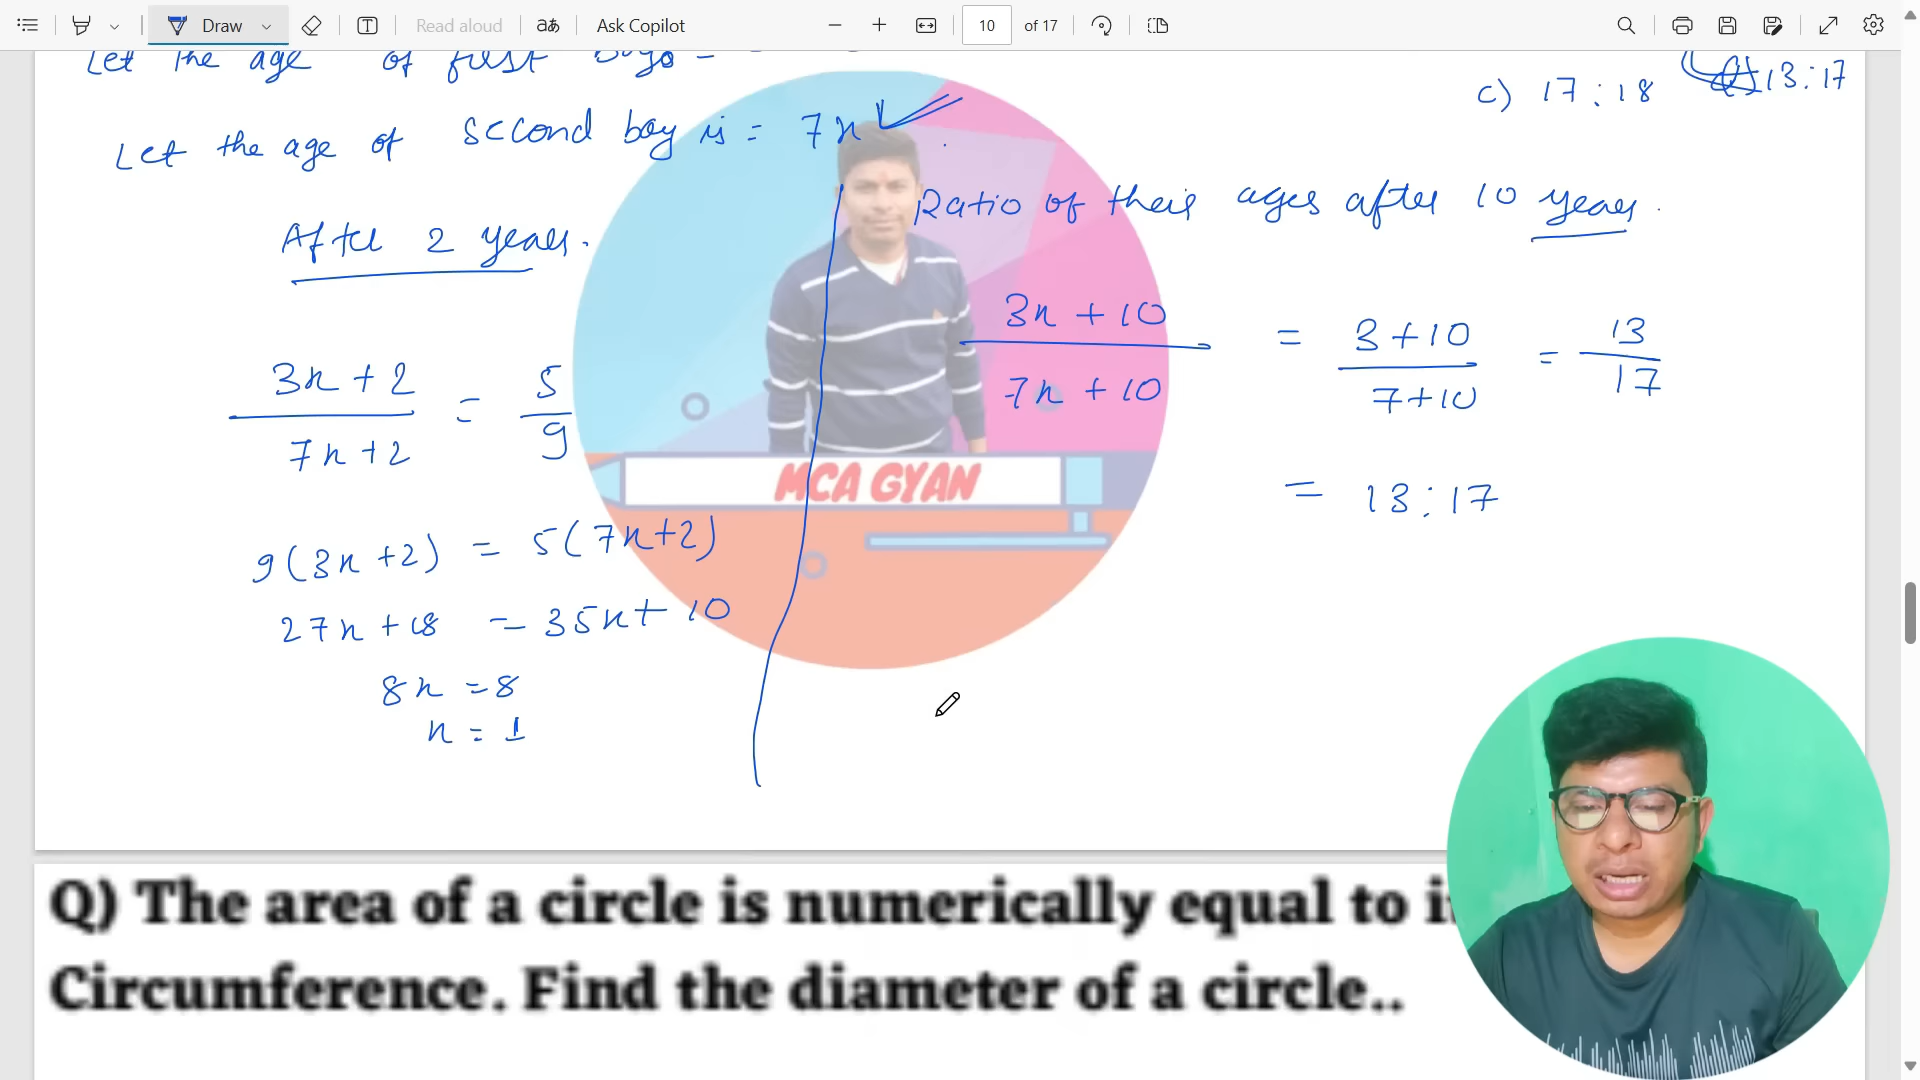 Draw
Read aloud
aあ
Ask Copilot
10
of 17
Let the age of first boys =
c) 17:18
13:17
Let the age of second boy is = 7x
Ratio of their ages after 10 years.
After 2 years.
3x+10 / 7x+10 = 3+10 / 7+10 = 13 / 17
3x+2 / 7x+2 = 5 / 9
MCA GYAN
= 13:17
9(3x+2) = 5(7x+2)
27x+18 = 35x+10
8x = 8
x = 1
Q) The area of a circle is numerically equal to
Circumference. Find the diameter of a circle..